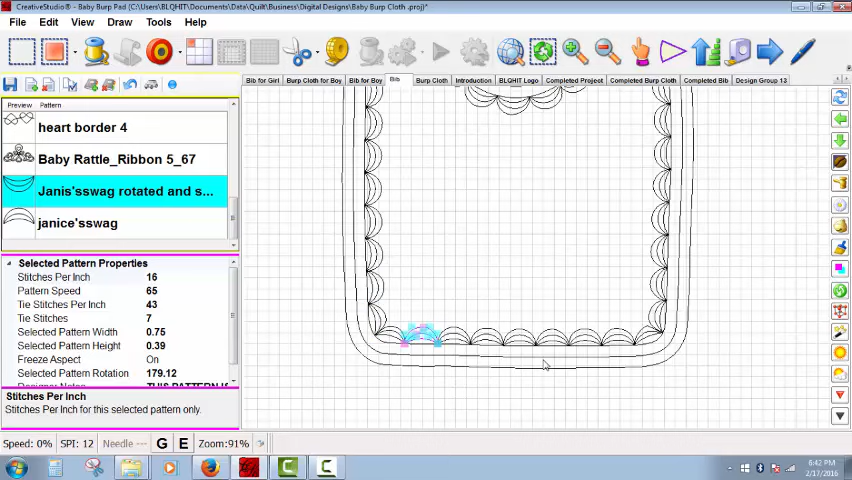 CreativeStudio® - Baby Burp Pad (C:\Users\BLQHIT\Documents\Data\Quilt\Business\Digital Designs\Baby Burp Cloth .proj)*
File Edit View Draw Tools Help
Bib for Girl Burp Cloth for Boy Bib for Boy Bib Burp Cloth Introduction BLQHIT Logo Completed Project Completed Burp Cloth Completed Bib Design Group 13
Preview Pattern
heart border 4
Baby Rattle_Ribbon 5_67
Janis'sswag rotated and s...
janice'sswag
Selected Pattern Properties
Stitches Per Inch 16
Pattern Speed 65
Tie Stitches Per Inch 43
Tie Stitches 7
Selected Pattern Width 0.75
Selected Pattern Height 0.39
Freeze Aspect On
Selected Pattern Rotation 179.12
Stitches Per Inch
Stitches Per Inch for this selected pattern only.
Speed: 0% SPI: 12 Needle --- G E Zoom:91%
6:42 PM
2/17/2016